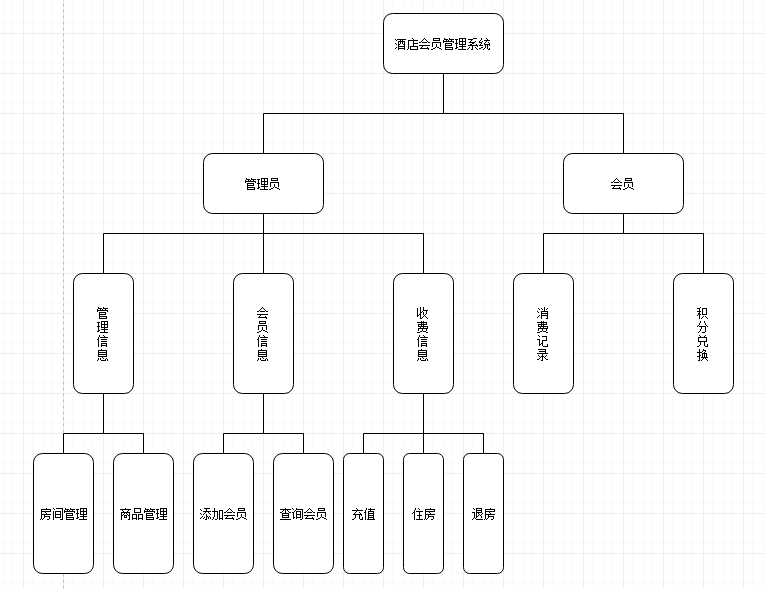 酒店会员管理系统
管理员
会员
管理信息
会员信息
收费信息
消费记录
积分兑换
房间管理
商品管理
添加会员
查询会员
充值
住房
退房